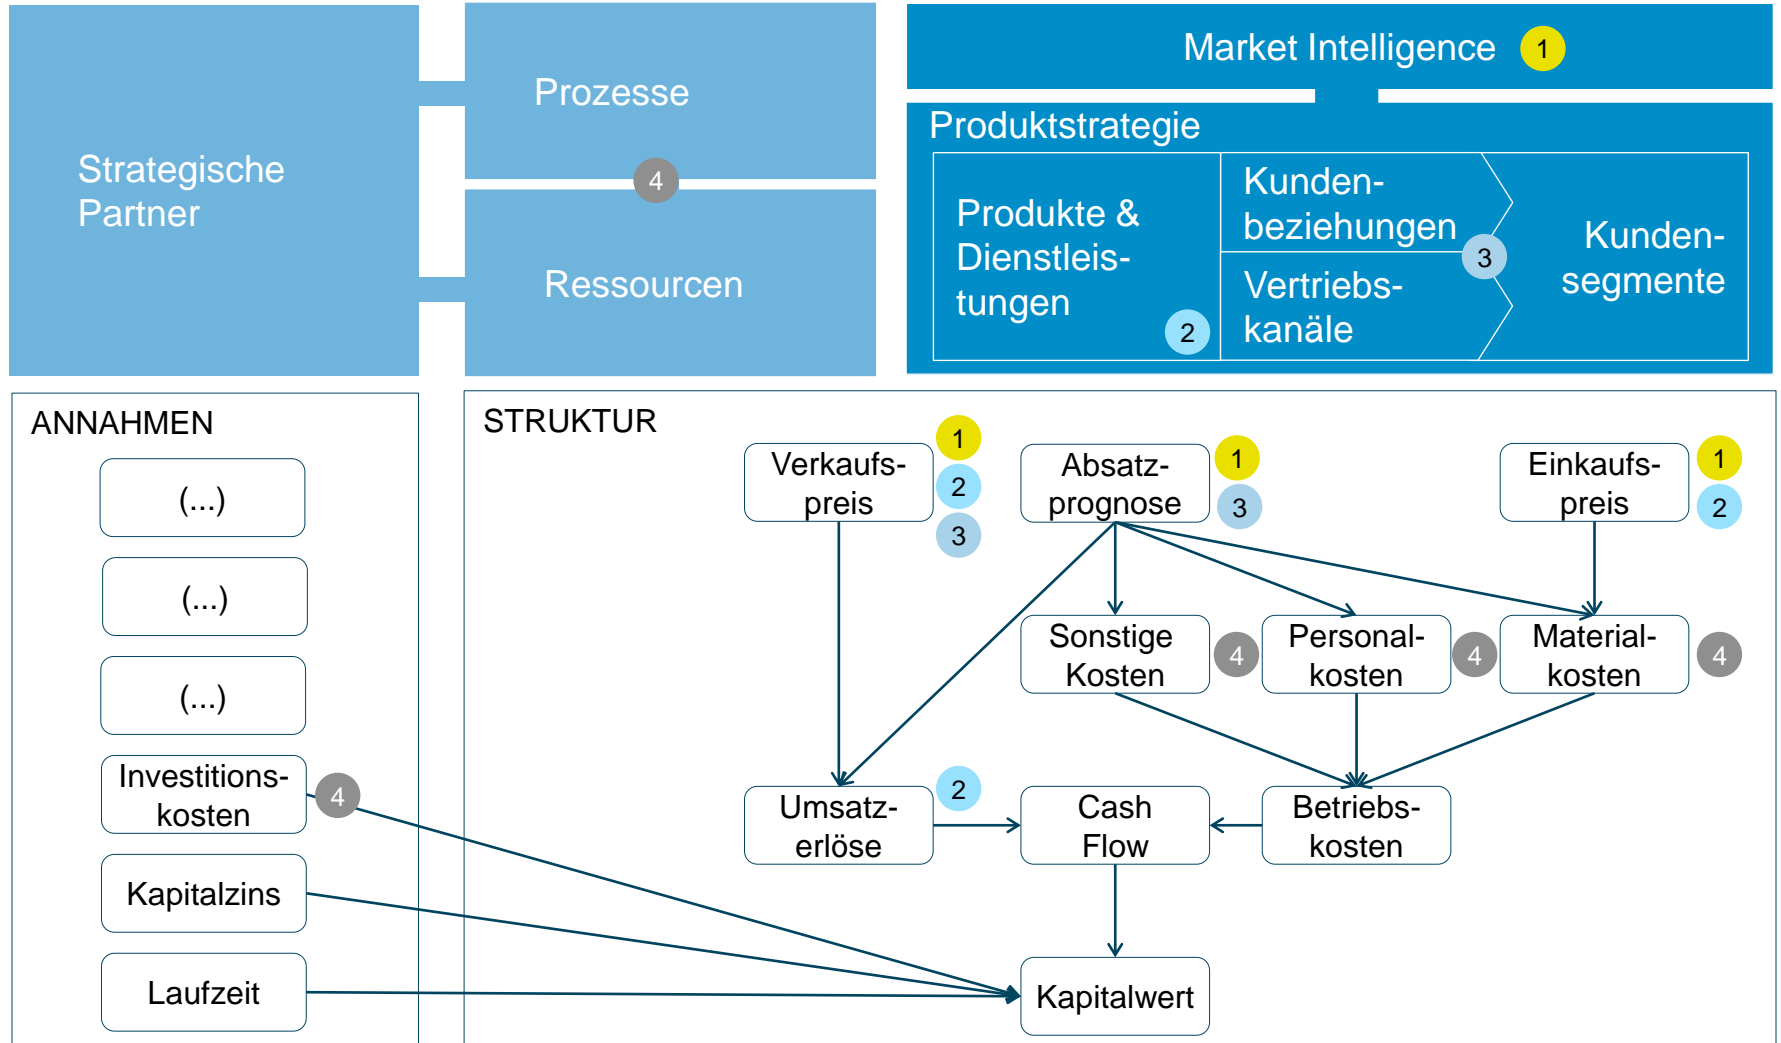 Strategische
Partner
Prozesse
4
Ressourcen
Market Intelligence 1
Produktstrategie
Produkte &
Dienstleis-
tungen
2
Kunden-
beziehungen
3
Vertriebs-
kanäle
Kunden-
segmente
ANNAHMEN
(...)
(...)
(...)
Investitions-
kosten
4
Kapitalzins
Laufzeit
STRUKTUR
Verkaufs-
preis
1
2
3
Absatz-
prognose
1
3
Einkaufs-
preis
1
2
Sonstige
Kosten
4
Personal-
kosten
4
Material-
kosten
4
Umsatz-
erlöse
2
Cash
Flow
Betriebs-
kosten
Kapitalwert